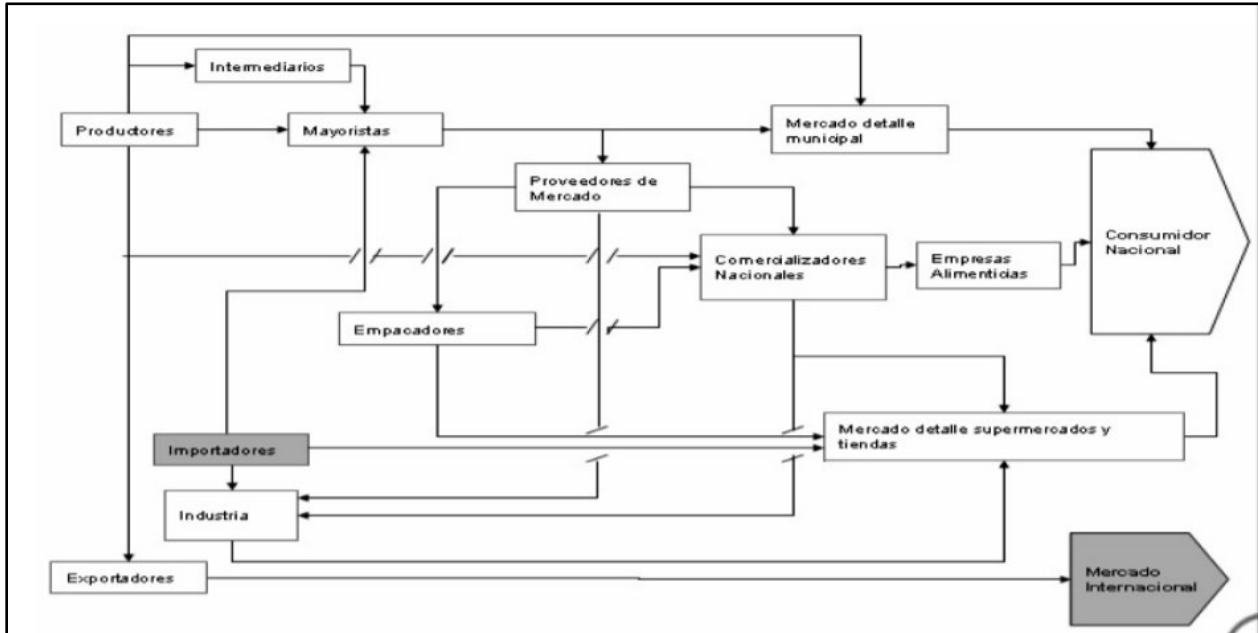 Intermediarios
Productores
Mayoristas
Mercado detalle
municipal
Proveedores de
Mercado
Comercializadores
Nacionales
Empresas
Alimenticias
Consumidor
Nacional
Empacadores
Mercado detalle supermercados y
tiendas
Importadores
Industria
Exportadores
Mercado
Internacional